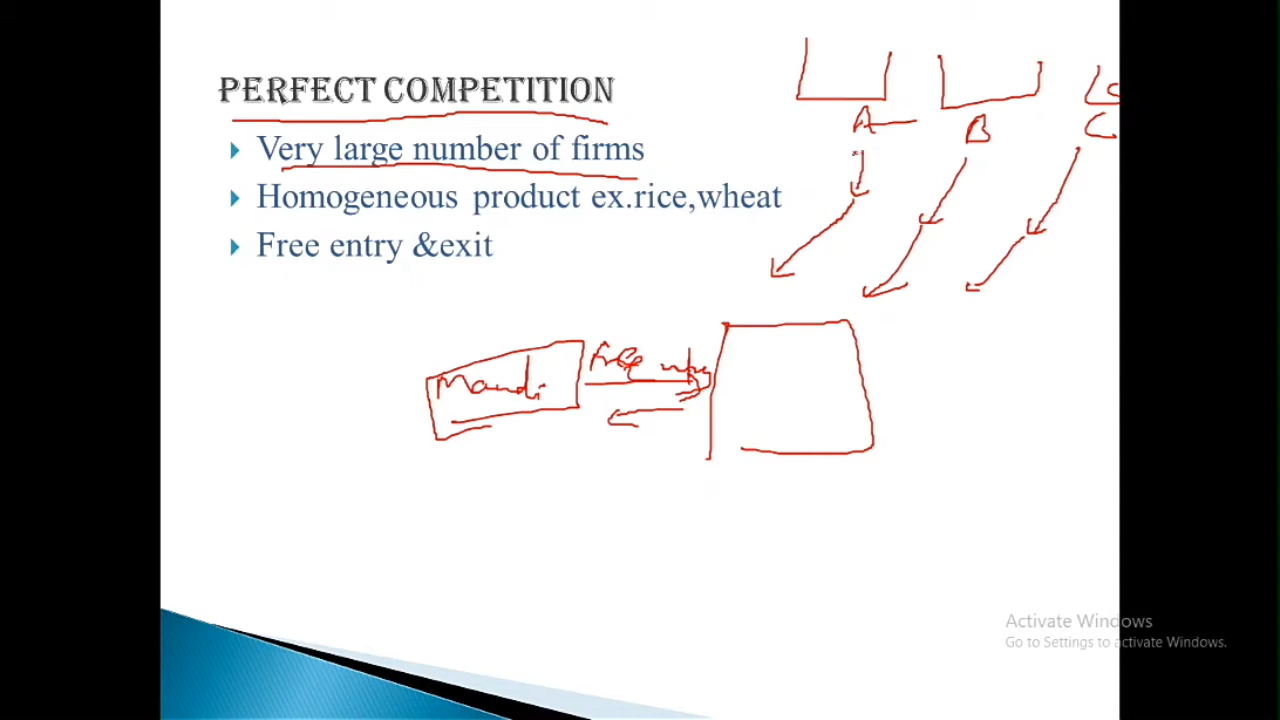 PERFECT COMPETITION
Very large number of firms
Homogeneous product ex.rice,wheat
Free entry &exit
A
B
C
Mandi
free
Activate Windows
Go to Settings to activate Windows.